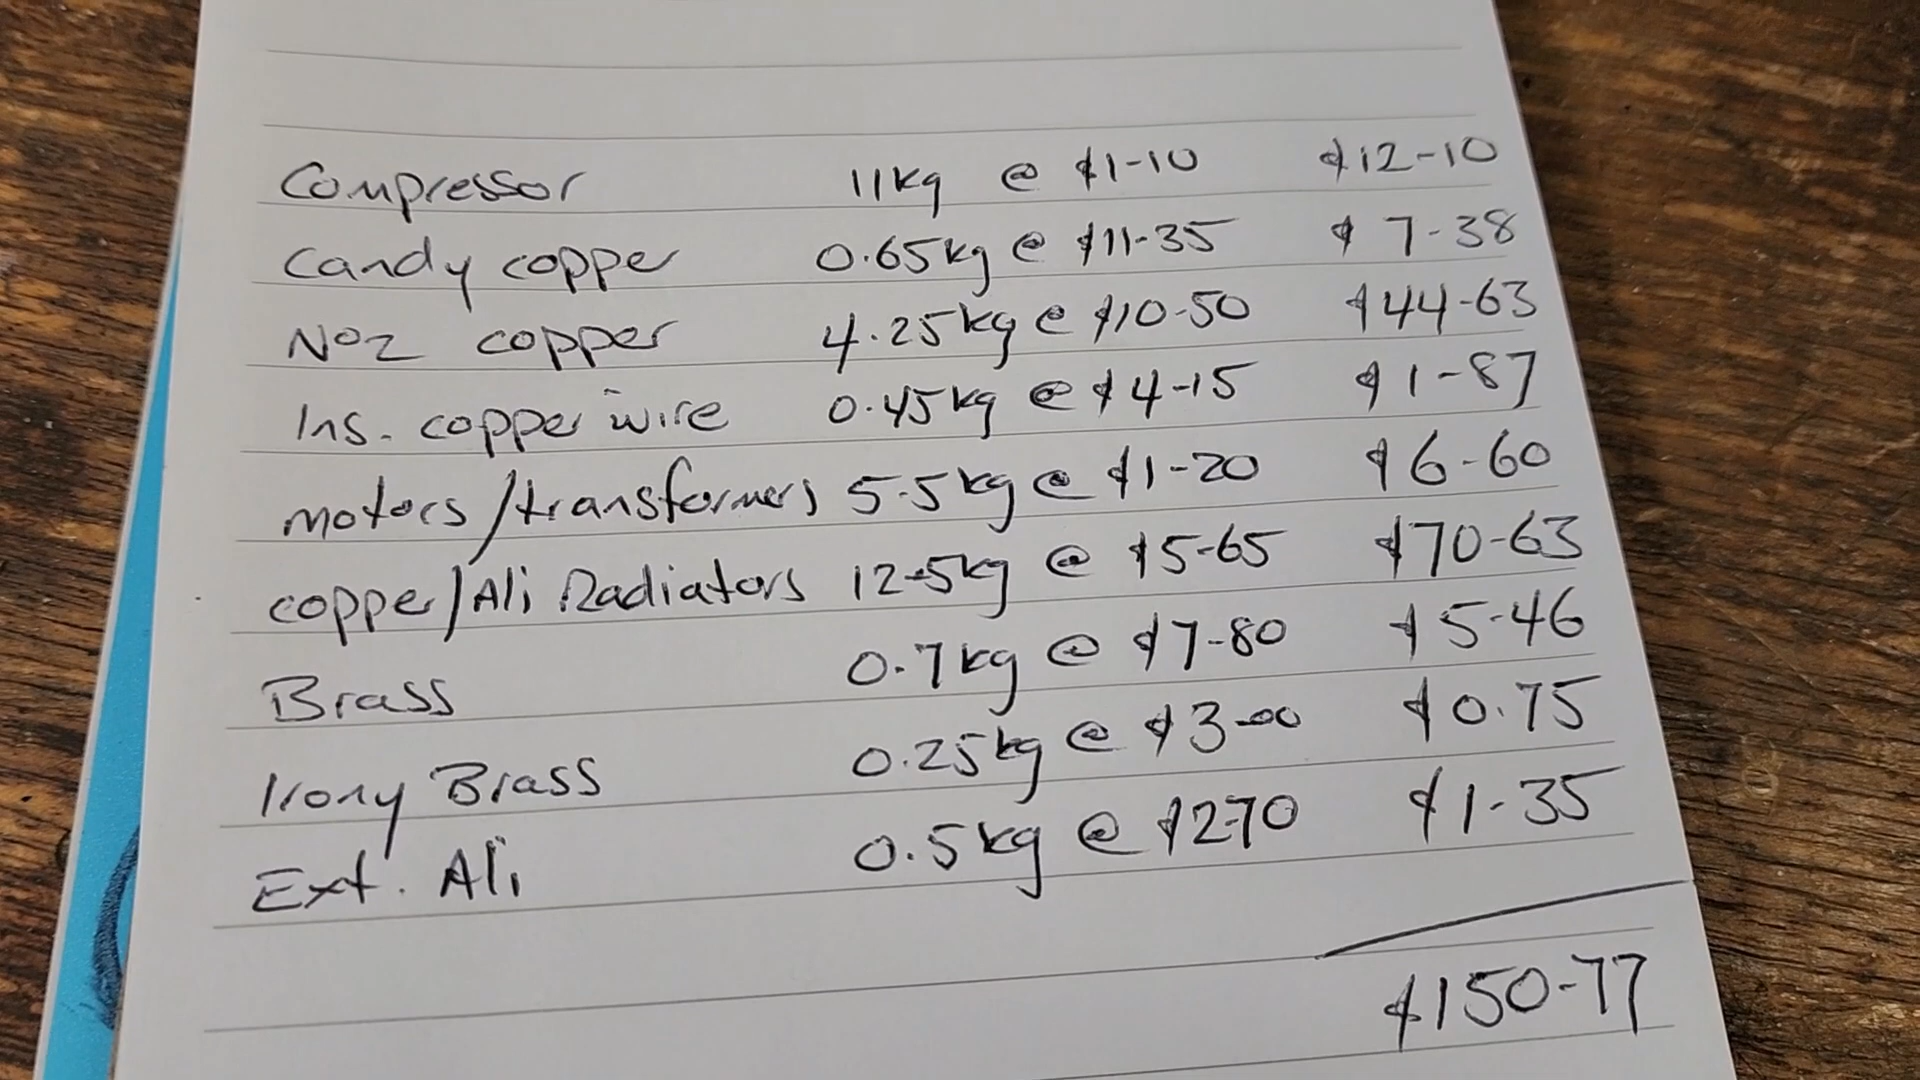 Compressor 11kg @ $1-10 $12-10
Candy copper 0.65kg @ $11-35 $7-38
No2 copper 4.25kg @ $10-50 $44-63
Ins. copper wire 0.45kg @ $4-15 $1-87
motors/transformers 5.5kg @ $1-20 $6-60
copper/Ali Radiators 12-5kg @ $5-65 $70-63
Brass 0.7kg @ $7-80 $5-46
Irony Brass 0.25kg @ $3-00 $0.75
Ext. Ali 0.5kg @ $2-70 $1-35
$150-77